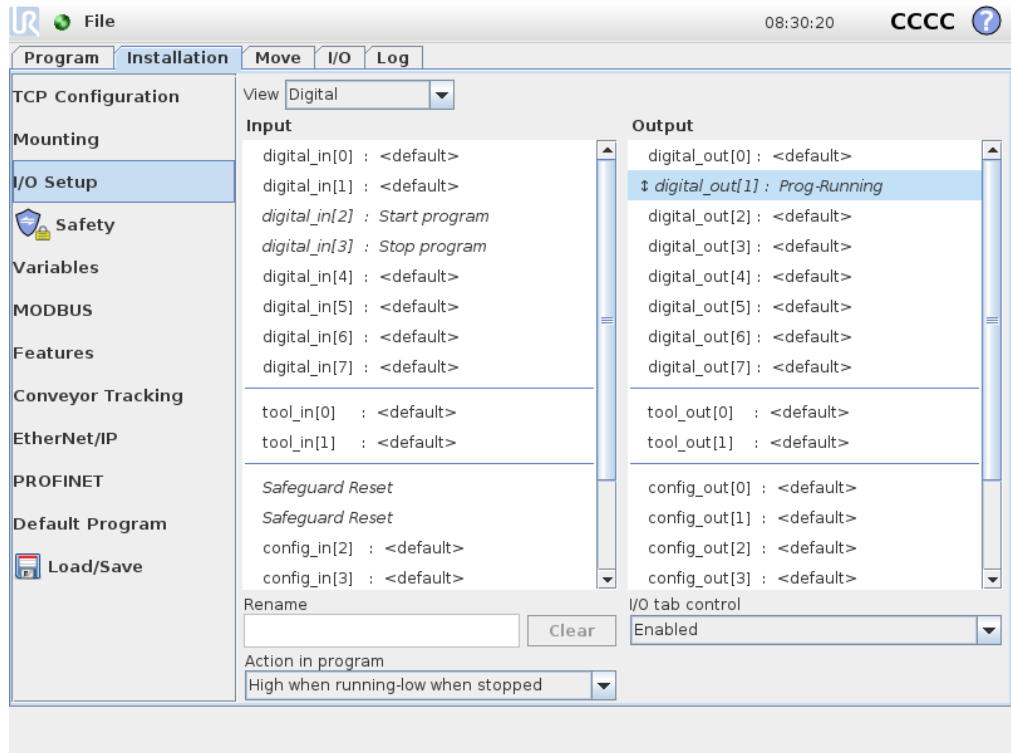 UR File 08:30:20 CCCC ?
Program Installation Move I/O Log
TCP Configuration
Mounting
I/O Setup
Safety
Variables
MODBUS
Features
Conveyor Tracking
EtherNet/IP
PROFINET
Default Program
Load/Save
View Digital
Input
digital_in[0] : <default>
digital_in[1] : <default>
digital_in[2] : Start program
digital_in[3] : Stop program
digital_in[4] : <default>
digital_in[5] : <default>
digital_in[6] : <default>
digital_in[7] : <default>
tool_in[0] : <default>
tool_in[1] : <default>
Safeguard Reset
Safeguard Reset
config_in[2] : <default>
config_in[3] : <default>
Rename
Clear
Action in program
High when running-low when stopped
Output
digital_out[0] : <default>
↕ digital_out[1] : Prog-Running
digital_out[2] : <default>
digital_out[3] : <default>
digital_out[4] : <default>
digital_out[5] : <default>
digital_out[6] : <default>
digital_out[7] : <default>
tool_out[0] : <default>
tool_out[1] : <default>
config_out[0] : <default>
config_out[1] : <default>
config_out[2] : <default>
config_out[3] : <default>
I/O tab control
Enabled